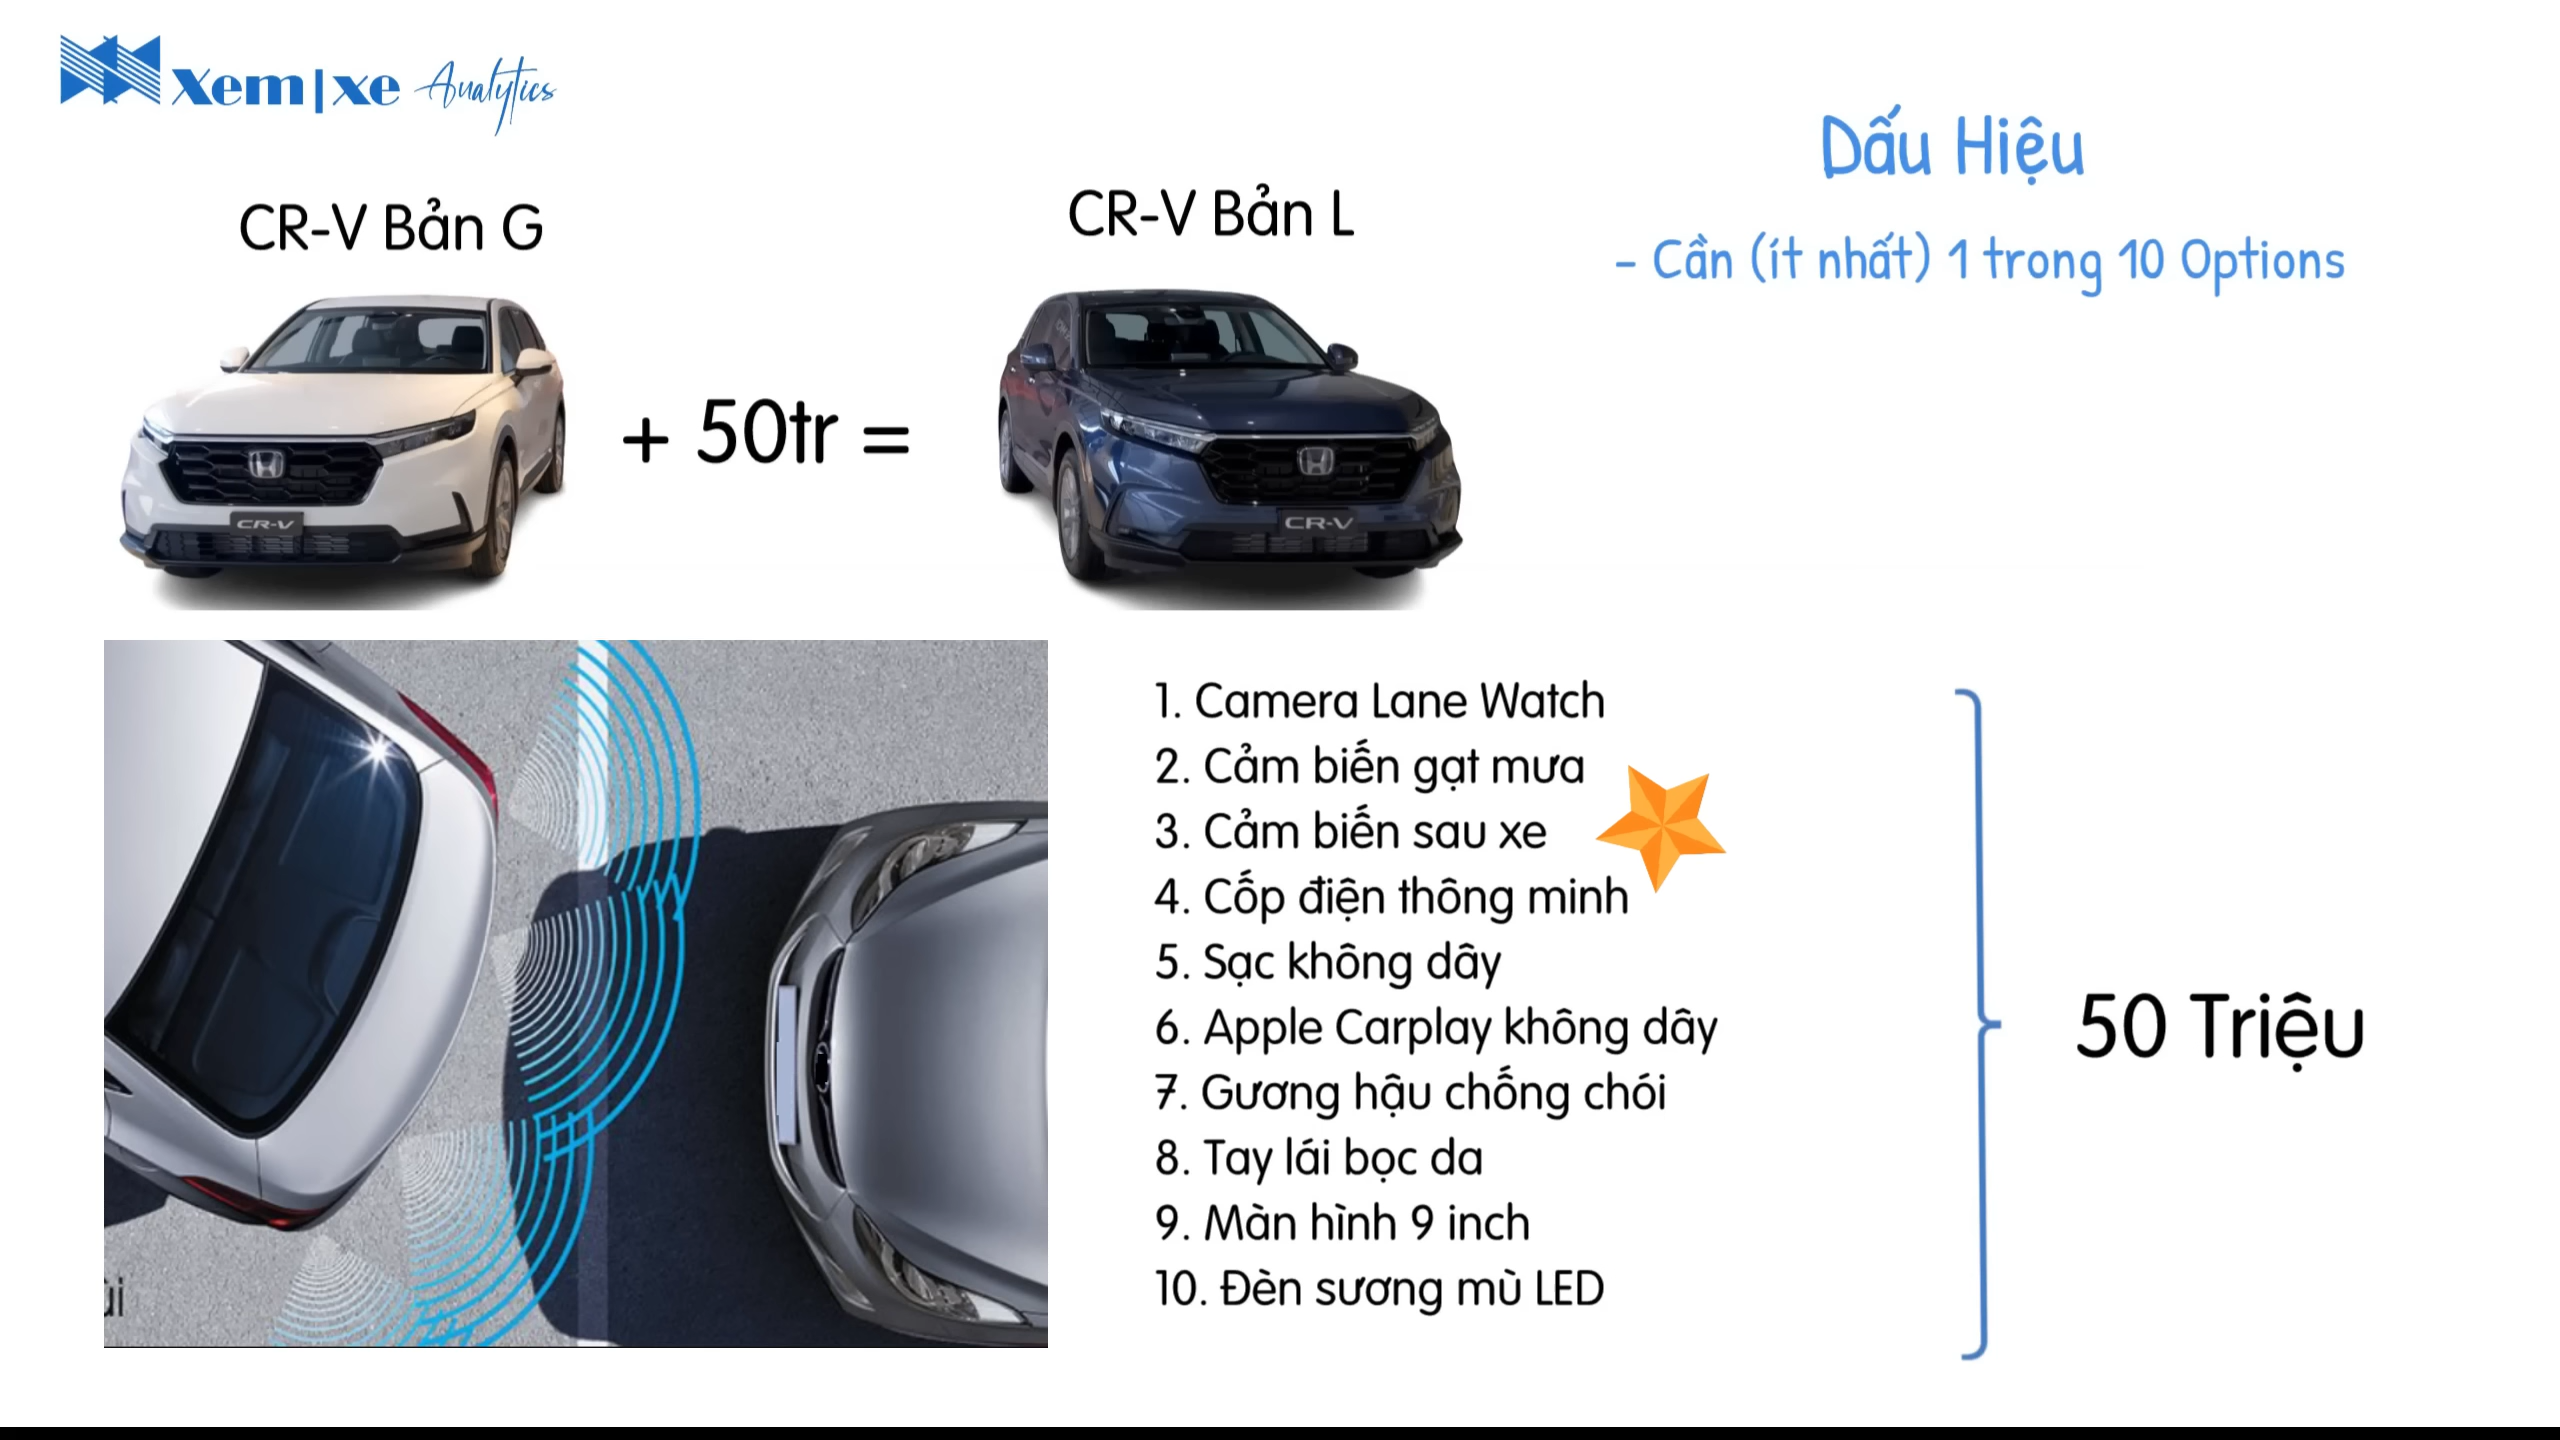 Xem|xe Analytics
Dấu Hiệu
- Cần (ít nhất) 1 trong 10 Options
CR-V Bản G
CR-V Bản L
+ 50tr =
CR-V
CR-V
1. Camera Lane Watch
2. Cảm biến gạt mưa
3. Cảm biến sau xe
4. Cốp điện thông minh
5. Sạc không dây
6. Apple Carplay không dây
7. Gương hậu chống chói
8. Tay lái bọc da
9. Màn hình 9 inch
10. Đèn sương mù LED
50 Triệu